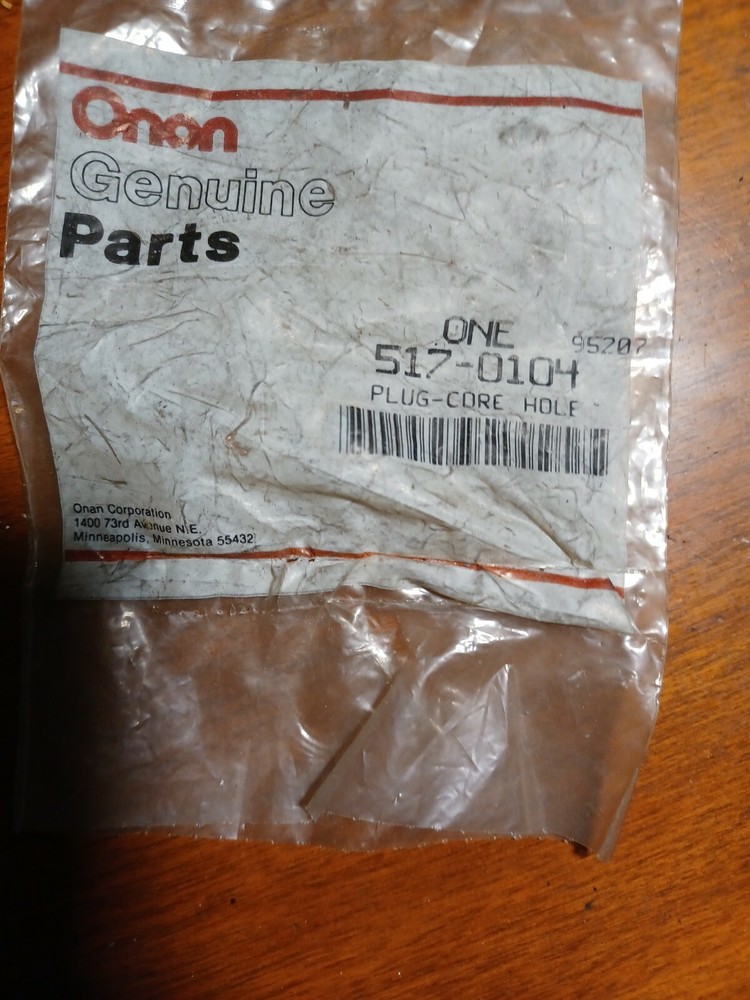 Onan
Genuine
Parts
ONE 95207
517-0104
PLUG-CORE HOLE
Onan Corporation
1400 73rd Avenue N.E.
Minneapolis, Minnesota 55432